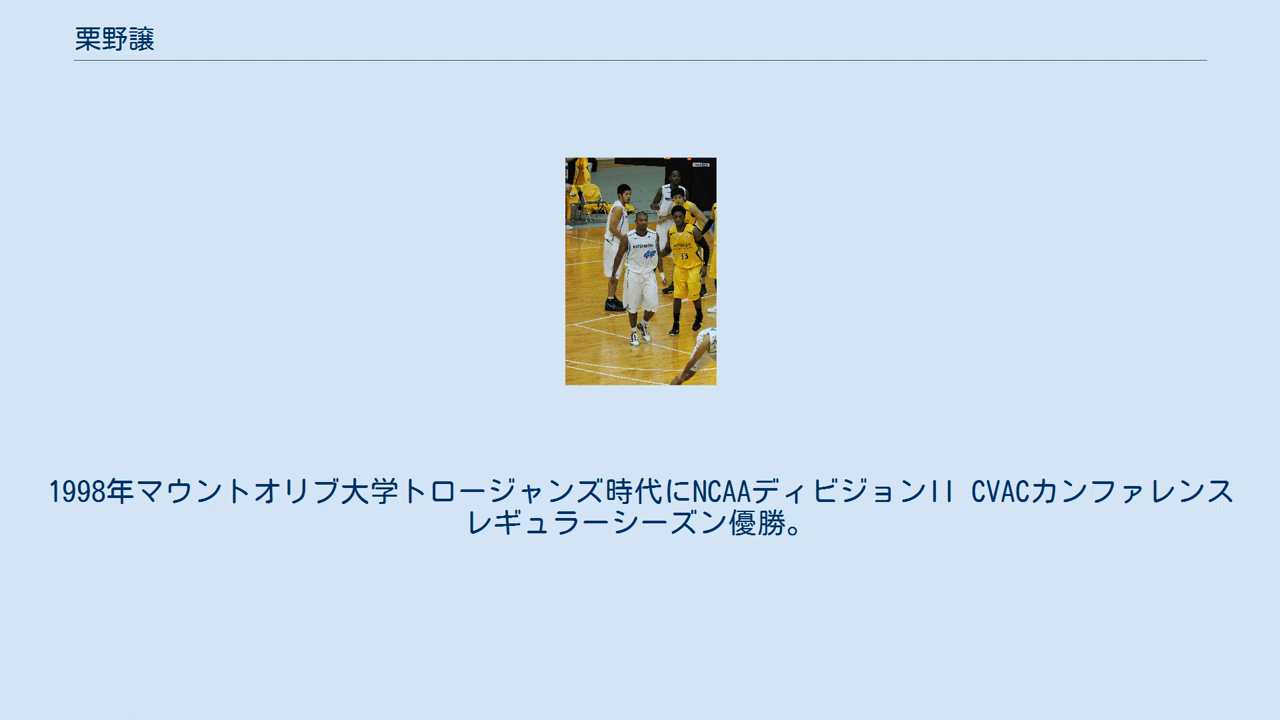 栗野譲
1998年マウントオリブ大学トロージャンズ時代にNCAAディビジョンII CVACカンファレンス
レギュラーシーズン優勝。